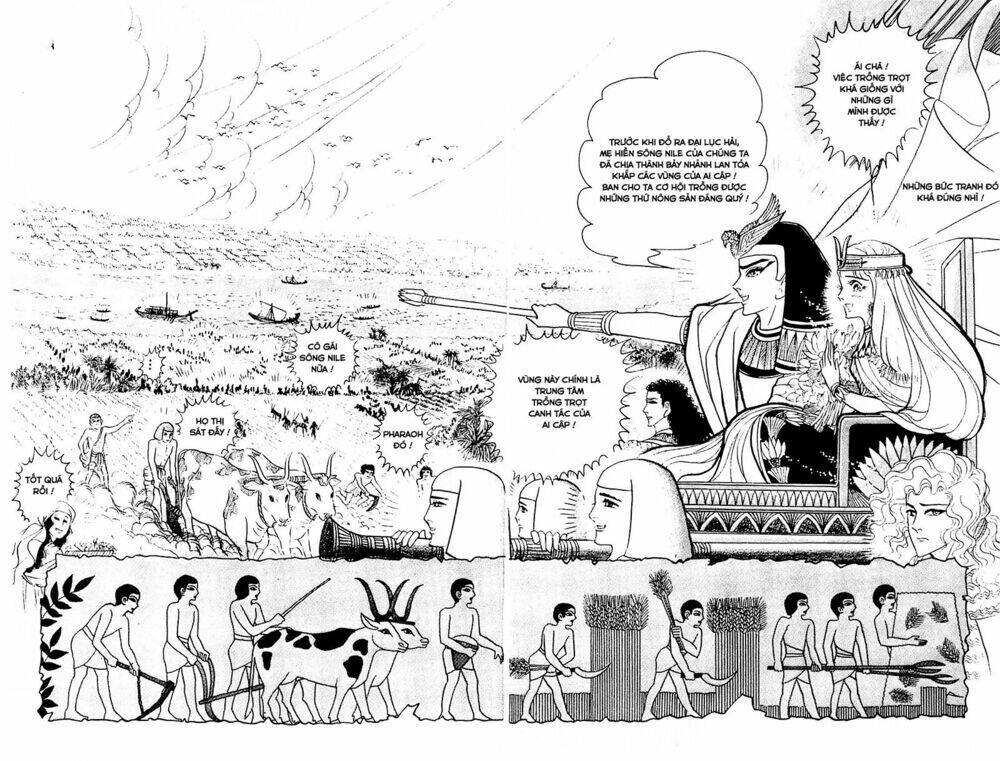 ÁI CHÀ !
VIỆC TRỒNG TRỌT
KHÁ GIỐNG VỚI
NHỮNG GÌ
MÌNH ĐƯỢC
THẤY !
NHỮNG BỨC TRANH ĐÓ
KHÁ ĐÚNG NHỈ !
TRƯỚC KHI ĐỔ RA ĐẠI LỤC HẢI,
MẸ HIỀN SÔNG NILE CỦA CHÚNG TA
ĐÃ CHIA THÀNH BẢY NHÁNH LAN TỎA
KHẮP CÁC VÙNG CỦA AI CẬP !
BAN CHO TA CƠ HỘI TRỒNG ĐƯỢC
NHỮNG THỨ NÔNG SẢN ĐÁNG QUÝ !
VÙNG NÀY CHÍNH LÀ
TRUNG TÂM
TRỒNG TRỌT
CANH TÁC CỦA
AI CẬP !
CÔ GÁI
SÔNG NILE
NỮA !
PHARAOH
ĐÓ !
HỌ THỊ
SÁT ĐẤY !
TỐT QUÁ
RỒI !